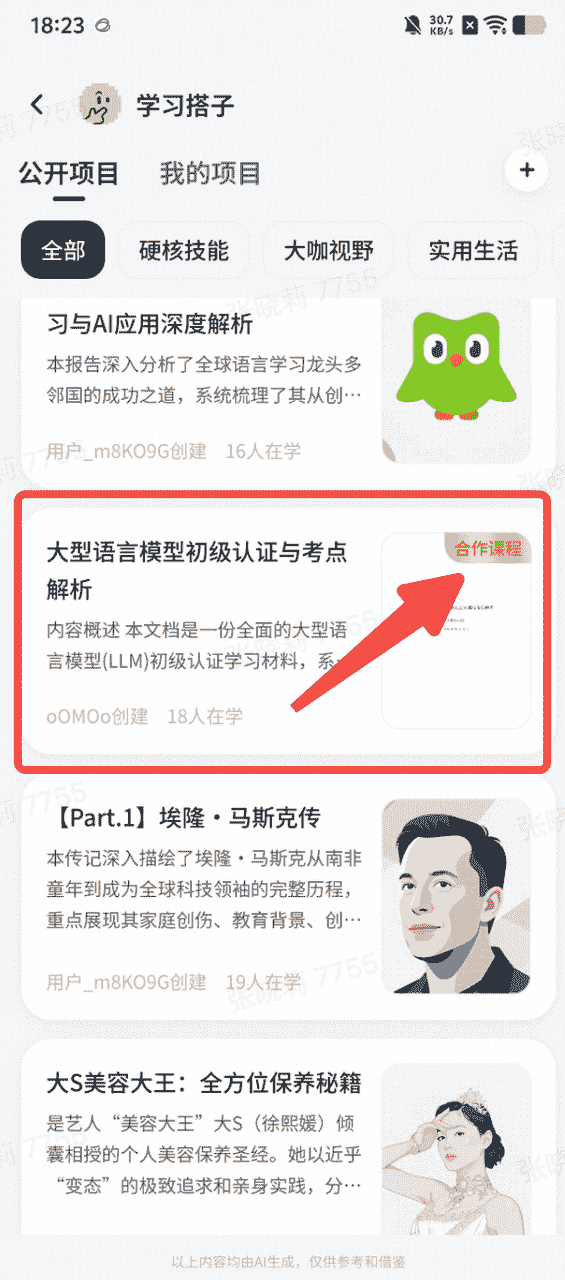 18:23
30.7
KB/s
学习搭子
公开项目
我的项目
+
全部
硬核技能
大咖视野
实用生活
习与AI应用深度解析
本报告深入分析了全球语言学习龙头多
邻国的成功之道，系统梳理了其从创…
用户_m8KO9G创建 16人在学
大型语言模型初级认证与考点
解析
合作课程
内容概述 本文档是一份全面的大型语
言模型(LLM)初级认证学习材料，系…
oOMOo创建 18人在学
【Part.1】埃隆·马斯克传
本传记深入描绘了埃隆·马斯克从南非
童年到成为全球科技领袖的完整历程，
重点展现其家庭创伤、教育背景、创…
用户_m8KO9G创建 19人在学
大S美容大王：全方位保养秘籍
是艺人“美容大王”大S（徐熙媛）倾
囊相授的个人美容保养圣经。她以近乎
“变态”的极致追求和亲身实践，分…
以上内容均由AI生成，仅供参考和借鉴
张晓莉 7755